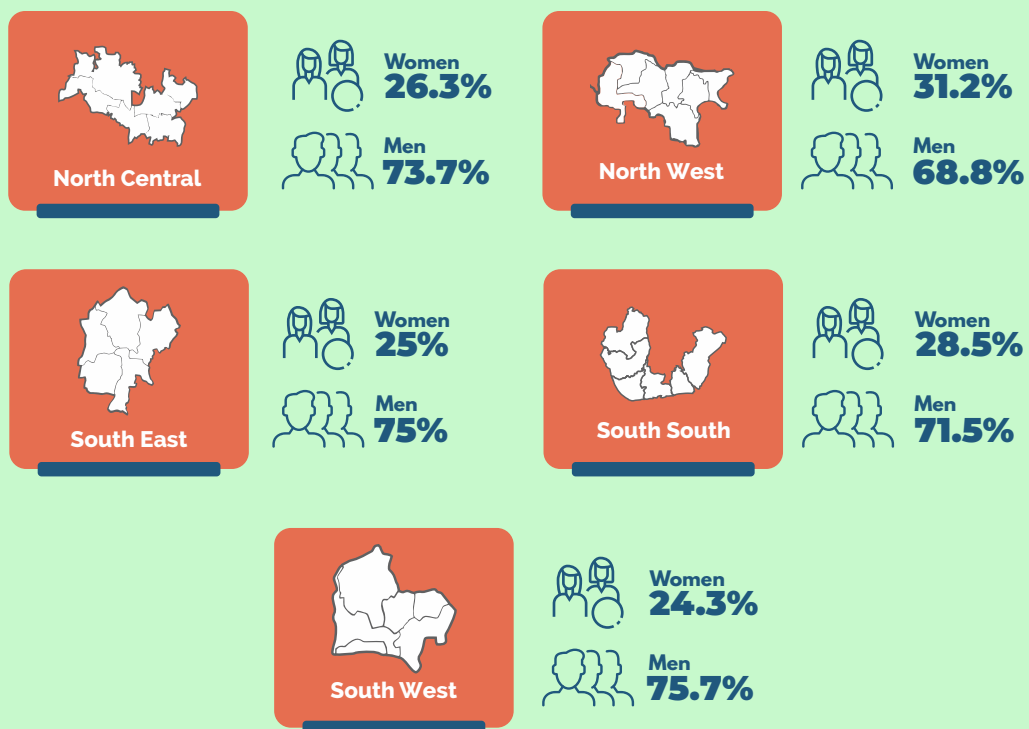 North Central
Women
26.3%
Men
73.7%
North West
Women
31.2%
Men
68.8%
South East
Women
25%
Men
75%
South South
Women
28.5%
Men
71.5%
South West
Women
24.3%
Men
75.7%